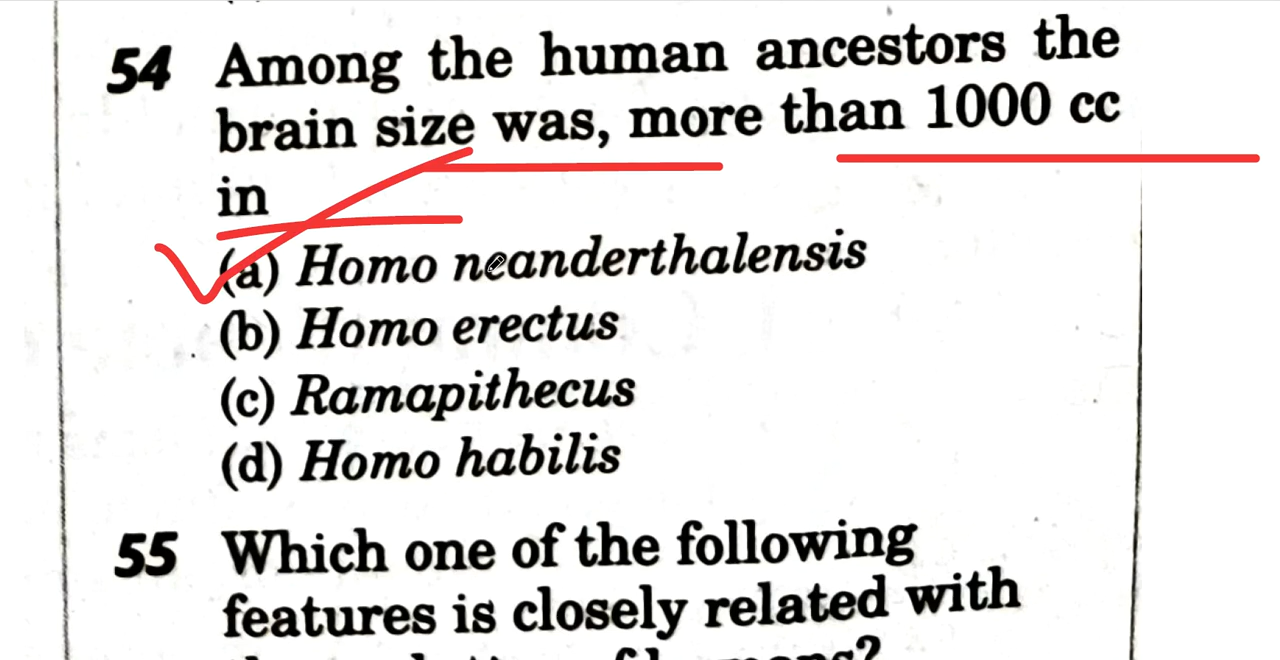 54 Among the human ancestors the
brain size was, more than 1000 cc
in
(a) Homo neanderthalensis
(b) Homo erectus
(c) Ramapithecus
(d) Homo habilis
55 Which one of the following
features is closely related with